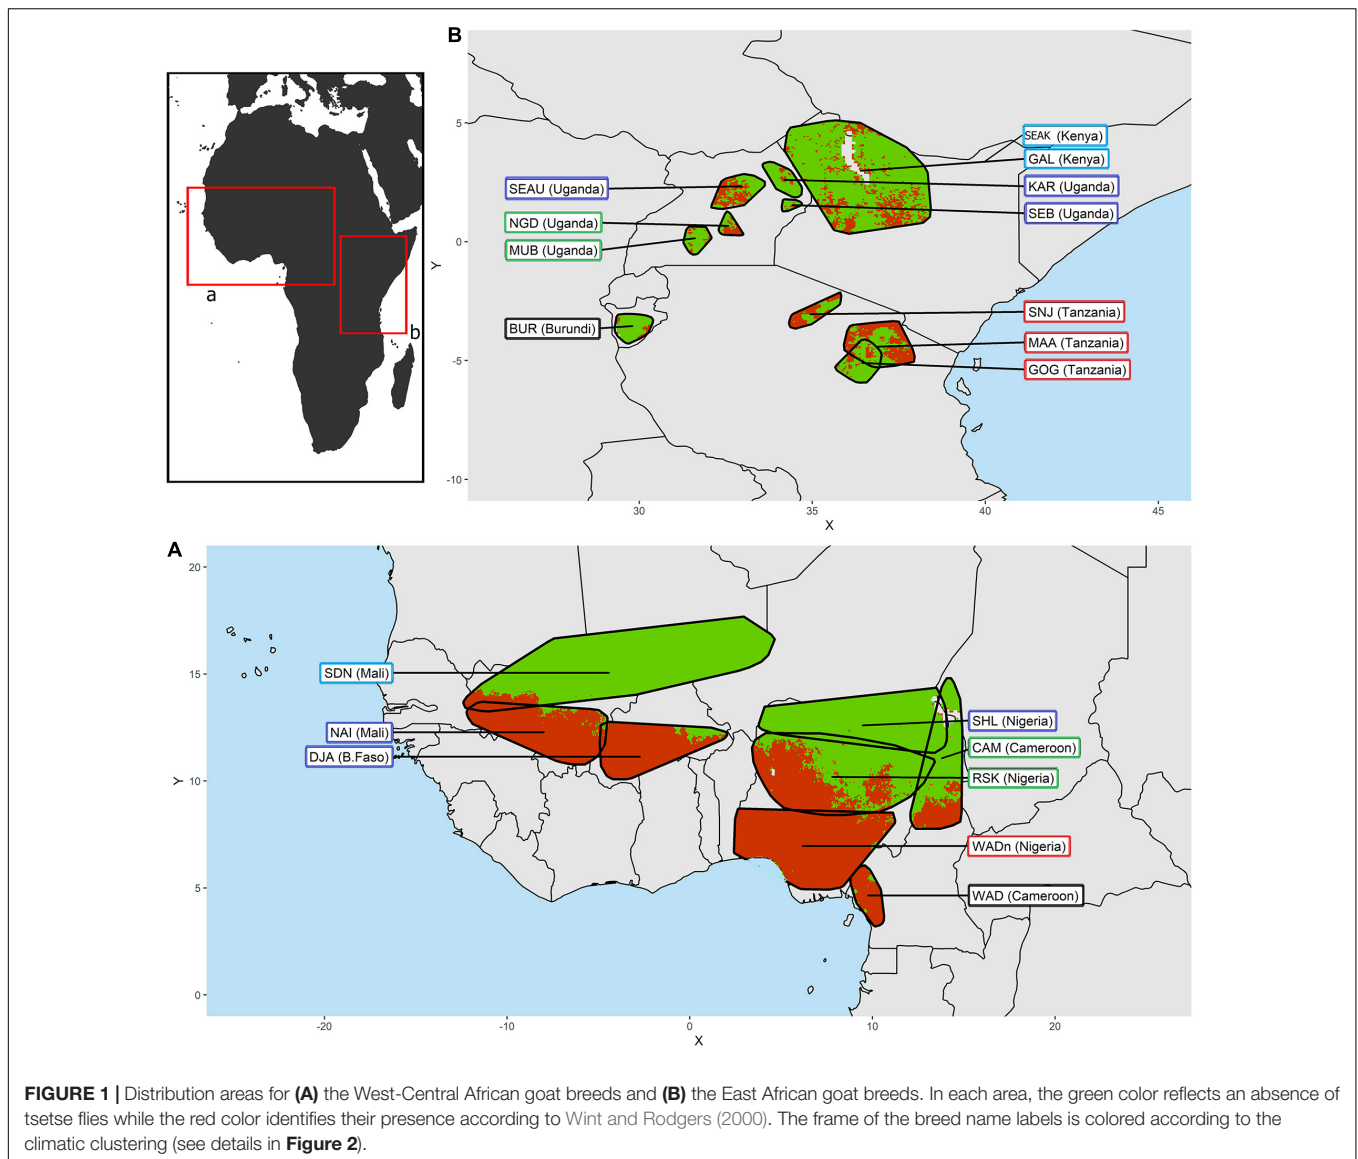 B
a
b
5
0
-5
-10
Y
30
35
40
45
X
SEAU (Uganda)
NGD (Uganda)
MUB (Uganda)
BUR (Burundi)
SEAK (Kenya)
GAL (Kenya)
KAR (Uganda)
SEB (Uganda)
SNJ (Tanzania)
MAA (Tanzania)
GOG (Tanzania)
A
20
15
10
5
0
Y
-20
-10
0
10
20
X
SDN (Mali)
NAI (Mali)
DJA (B.Faso)
SHL (Nigeria)
CAM (Cameroon)
RSK (Nigeria)
WADn (Nigeria)
WAD (Cameroon)
FIGURE 1 | Distribution areas for (A) the West-Central African goat breeds and (B) the East African goat breeds. In each area, the green color reflects an absence of
tsetse flies while the red color identifies their presence according to Wint and Rodgers (2000). The frame of the breed name labels is colored according to the
climatic clustering (see details in Figure 2).